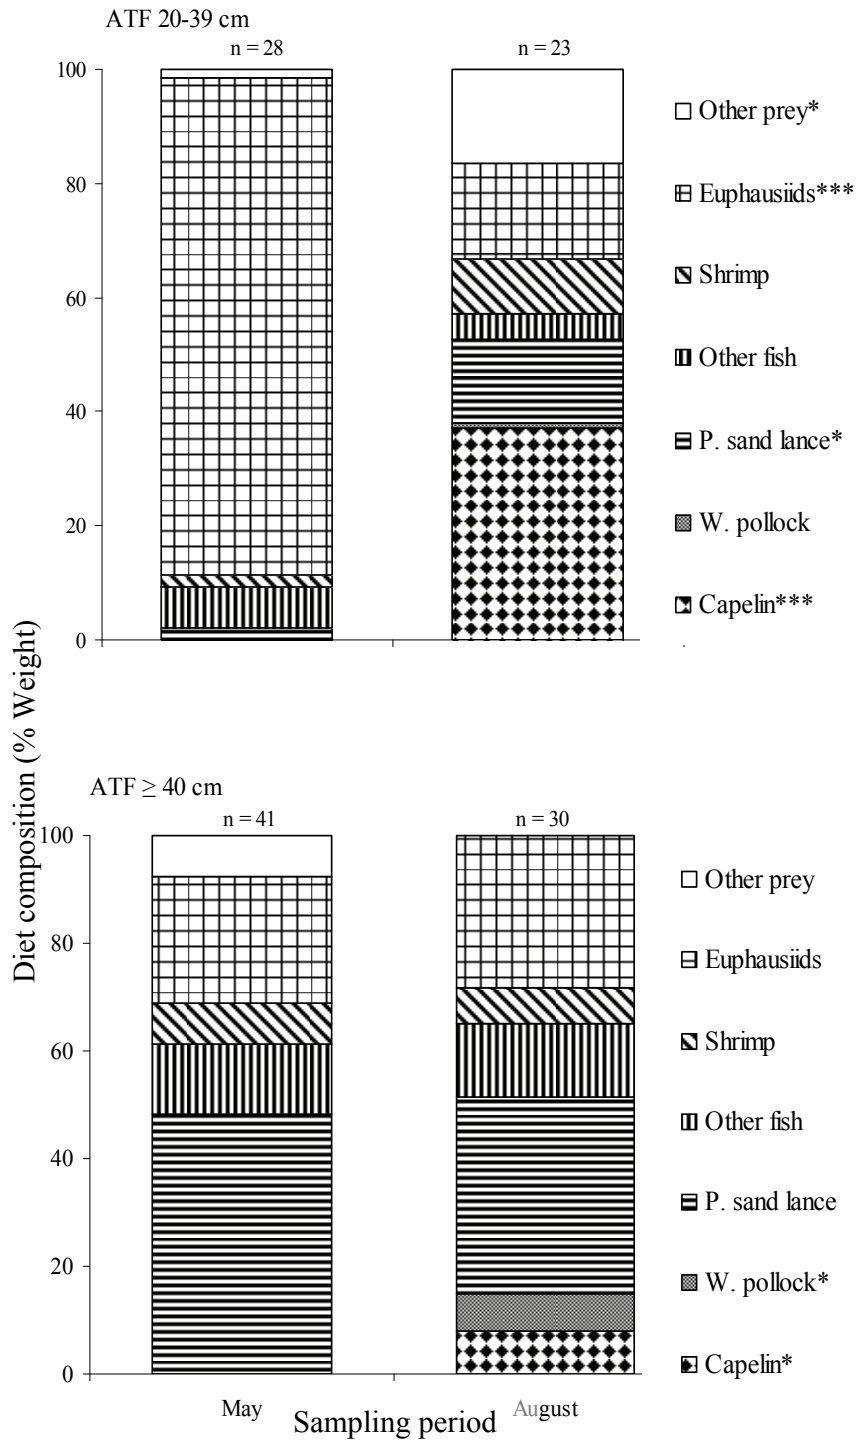 ATF 20-39 cm
n = 28
n = 23
100
80
60
40
20
0
Other prey*
Euphausiids***
Shrimp
Other fish
P. sand lance*
W. pollock
Capelin***
Diet composition (% Weight)
ATF ≥ 40 cm
n = 41
n = 30
100
80
60
40
20
0
Other prey
Euphausiids
Shrimp
Other fish
P. sand lance
W. pollock*
Capelin*
May
August
Sampling period